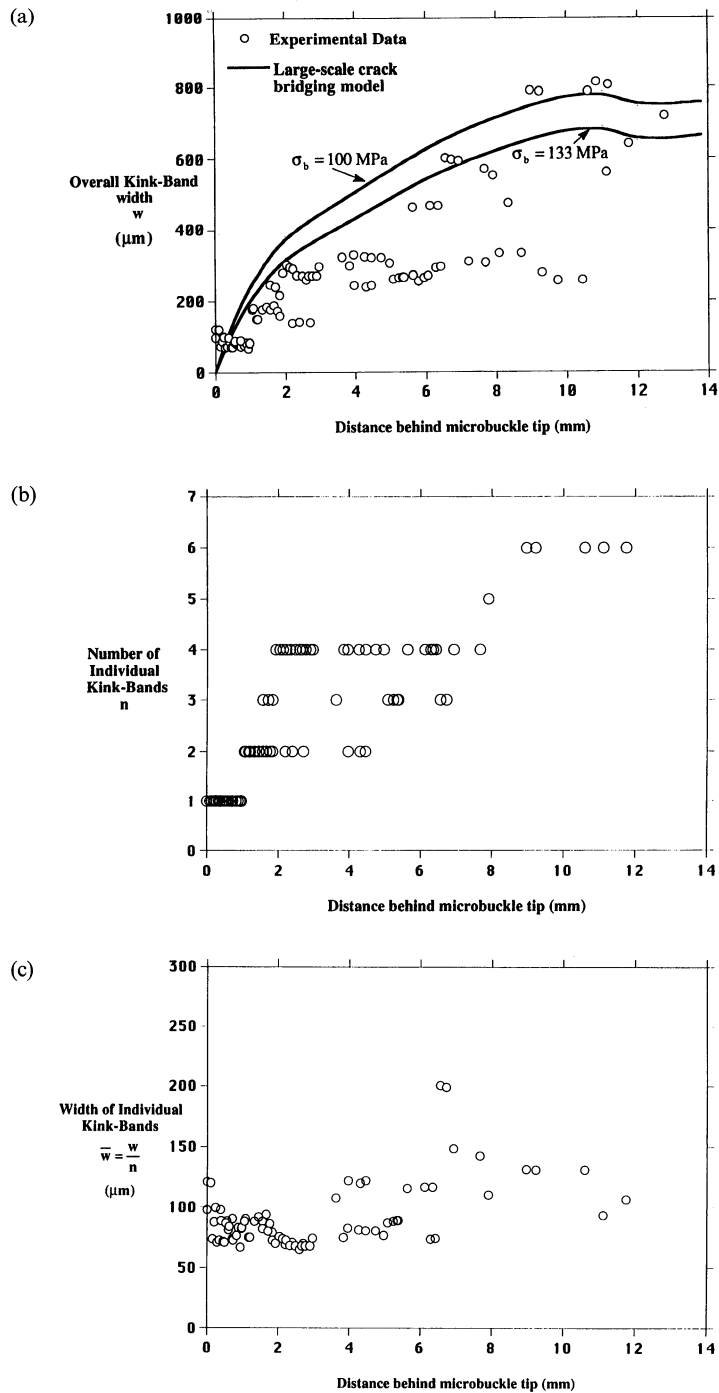 (a)
1000
800
600
400
200
0
Experimental Data
Large-scale crack
bridging model
σb = 100 MPa
σb = 133 MPa
Overall Kink-Band
width
w
(μm)
0 2 4 6 8 10 12 14
Distance behind microbuckle tip (mm)
(b)
7
6
5
4
3
2
1
0
Number of
Individual
Kink-Bands
n
0 2 4 6 8 10 12 14
Distance behind microbuckle tip (mm)
(c)
300
250
200
150
100
50
0
Width of Individual
Kink-Bands
w̅ = w/n
(μm)
0 2 4 6 8 10 12 14
Distance behind microbuckle tip (mm)